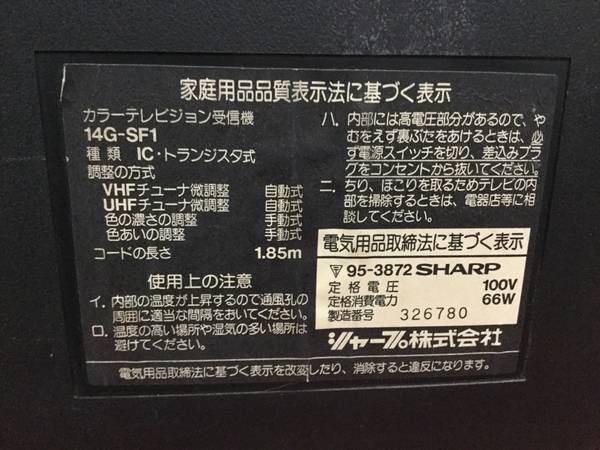 家庭用品品質表示法に基づく表示
カラーテレビジョン受信機
14G-SF1
種類 IC・トランジスタ式
調整の方式
VHFチューナ微調整 自動式
UHFチューナ微調整 自動式
色の濃さの調整 手動式
色あいの調整 手動式
コードの長さ 1.85m
使用上の注意
イ. 内部の温度が上昇するので通風孔の
周囲に適当な間隔をおいてください。
ロ. 温度の高い場所や湿気の多い場所は
避けてください。
ハ. 内部には高電圧部分があるので、や
むをえず裏ぶたをあけるときは、必
ず電源スイッチを切り、差込みプラ
グをコンセントから抜いてください。
ニ. ちり、ほこりを取るためテレビの内
部を掃除するときは、電器店等に相
談してください。
電気用品取締法に基づく表示
〒 95-3872 SHARP
定格電圧 100V
定格消費電力 66W
製造番号 326780
シャープ株式会社
電気用品取締法に基づく表示を改変したり、消除すると違反になります。